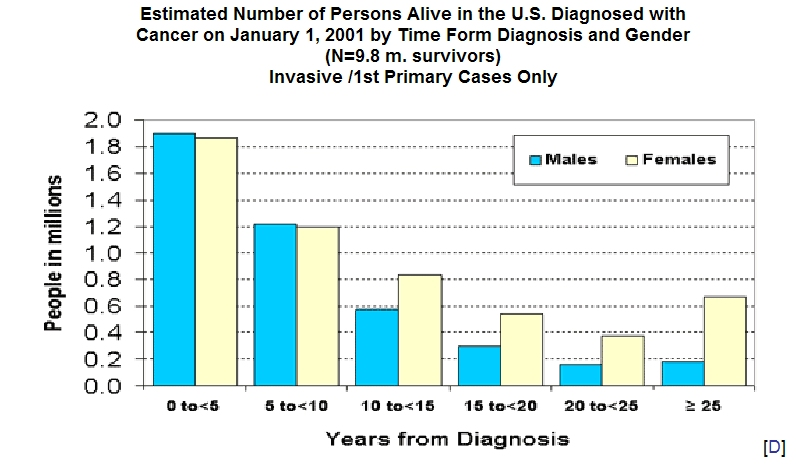 Estimated Number of Persons Alive in the U.S. Diagnosed with
Cancer on January 1, 2001 by Time Form Diagnosis and Gender
(N=9.8 m. survivors)
Invasive /1st Primary Cases Only
Males
Females
People in millions
2.0
1.8
1.6
1.4
1.2
1.0
0.8
0.6
0.4
0.2
0.0
0 to<5
5 to<10
10 to<15
15 to<20
20 to<25
≥ 25
Years from Diagnosis
[D]